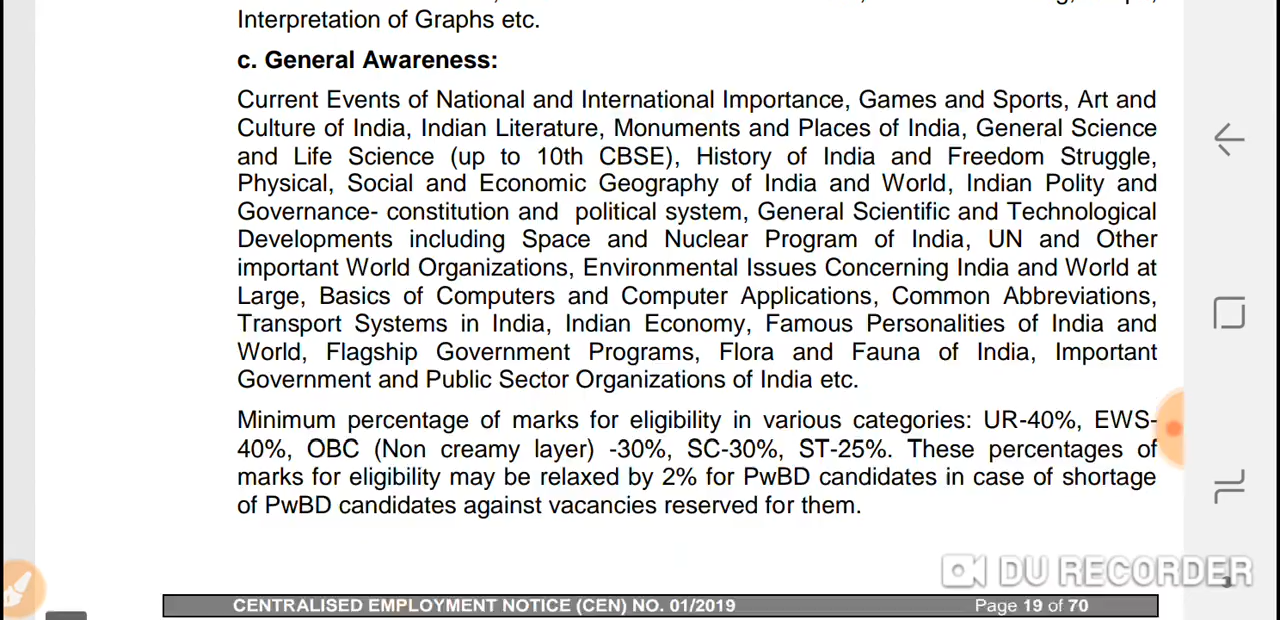 Interpretation of Graphs etc.
c. General Awareness:
Current Events of National and International Importance, Games and Sports, Art and
Culture of India, Indian Literature, Monuments and Places of India, General Science
and Life Science (up to 10th CBSE), History of India and Freedom Struggle,
Physical, Social and Economic Geography of India and World, Indian Polity and
Governance- constitution and political system, General Scientific and Technological
Developments including Space and Nuclear Program of India, UN and Other
important World Organizations, Environmental Issues Concerning India and World at
Large, Basics of Computers and Computer Applications, Common Abbreviations,
Transport Systems in India, Indian Economy, Famous Personalities of India and
World, Flagship Government Programs, Flora and Fauna of India, Important
Government and Public Sector Organizations of India etc.
Minimum percentage of marks for eligibility in various categories: UR-40%, EWS-
40%, OBC (Non creamy layer) -30%, SC-30%, ST-25%. These percentages of
marks for eligibility may be relaxed by 2% for PwBD candidates in case of shortage
of PwBD candidates against vacancies reserved for them.
DU RECORDER
CENTRALISED EMPLOYMENT NOTICE (CEN) NO. 01/2019 Page 19 of 70